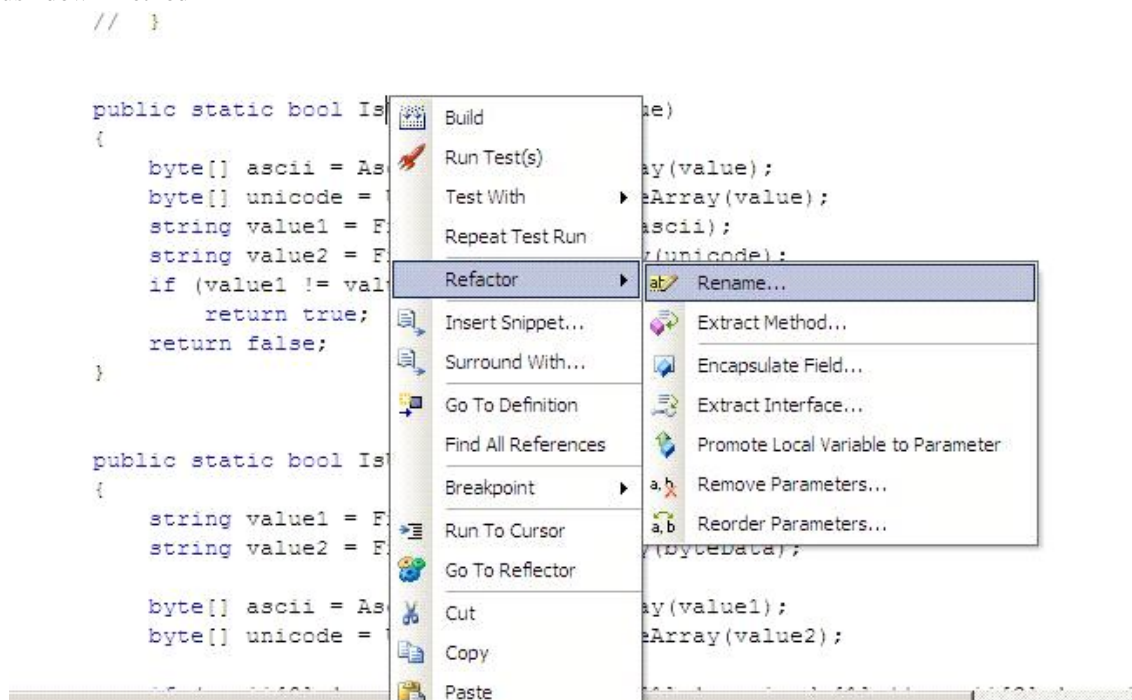 // }
public static bool Is
ue)
{
byte[] ascii = As
ay(value);
byte[] unicode =
eArray(value);
string value1 = F
ascii);
string value2 = F
y(unicode);
if (value1 != val
return true;
return false;
}
public static bool Is
{
string value1 = F
string value2 = F
y(byteData);
byte[] ascii = As
ay(value1);
byte[] unicode =
eArray(value2);
Build
Run Test(s)
Test With
Repeat Test Run
Refactor
Insert Snippet...
Surround With...
Go To Definition
Find All References
Breakpoint
Run To Cursor
Go To Reflector
Cut
Copy
Paste
Rename...
Extract Method...
Encapsulate Field...
Extract Interface...
Promote Local Variable to Parameter
Remove Parameters...
Reorder Parameters...